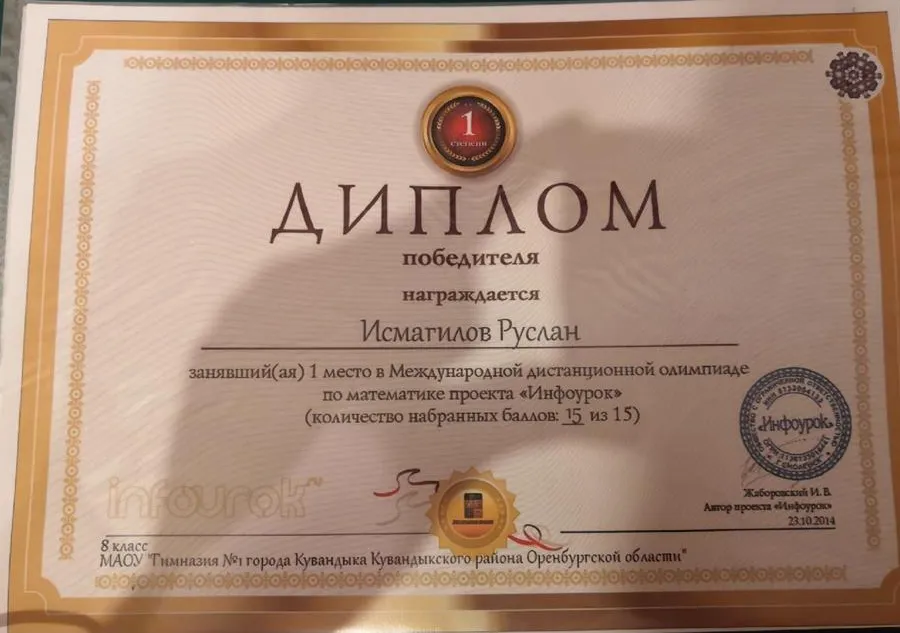 1
степени
ДИПЛОМ
победителя
награждается
Исмагилов Руслан
занявший(ая) 1 место в Международной дистанционной олимпиаде
по математике проекта «Инфоурок»
(количество набранных баллов: 15 из 15)
«Инфоурок»
infourok
Жаборовский И. В.
Автор проекта «Инфоурок»
23.10.2014
8 класс
МАОУ "Гимназия №1 города Кувандыка Кувандыкского района Оренбургской области"